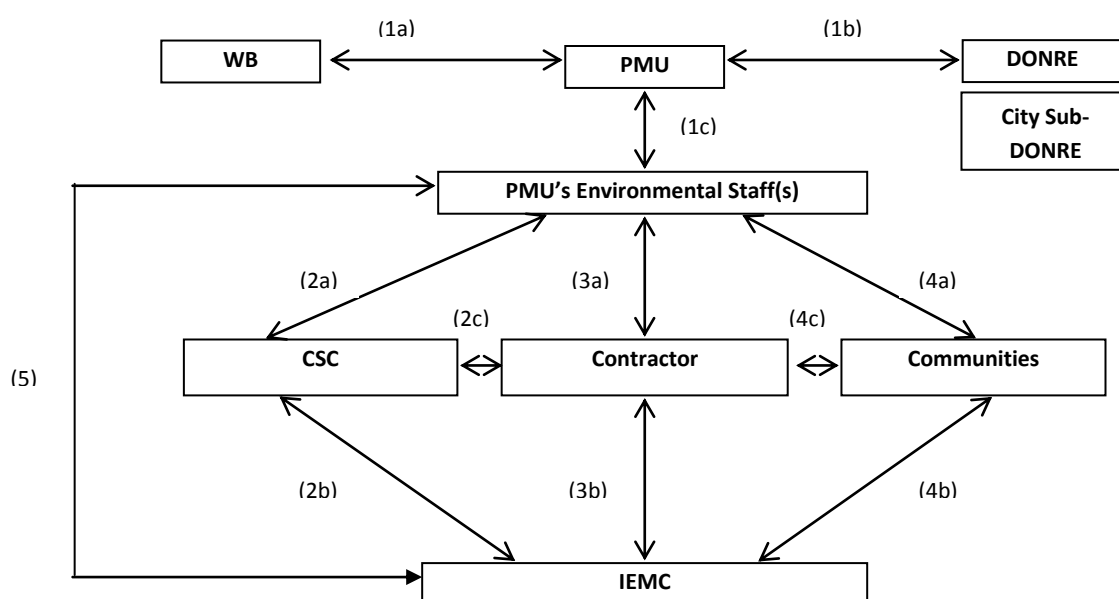 (1a)
(1b)
WB
PMU
DONRE
(1c)
City Sub-
DONRE
PMU's Environmental Staff(s)
(2a)
(3a)
(4a)
(2c)
(4c)
CSC
Contractor
Communities
(5)
(2b)
(3b)
(4b)
IEMC